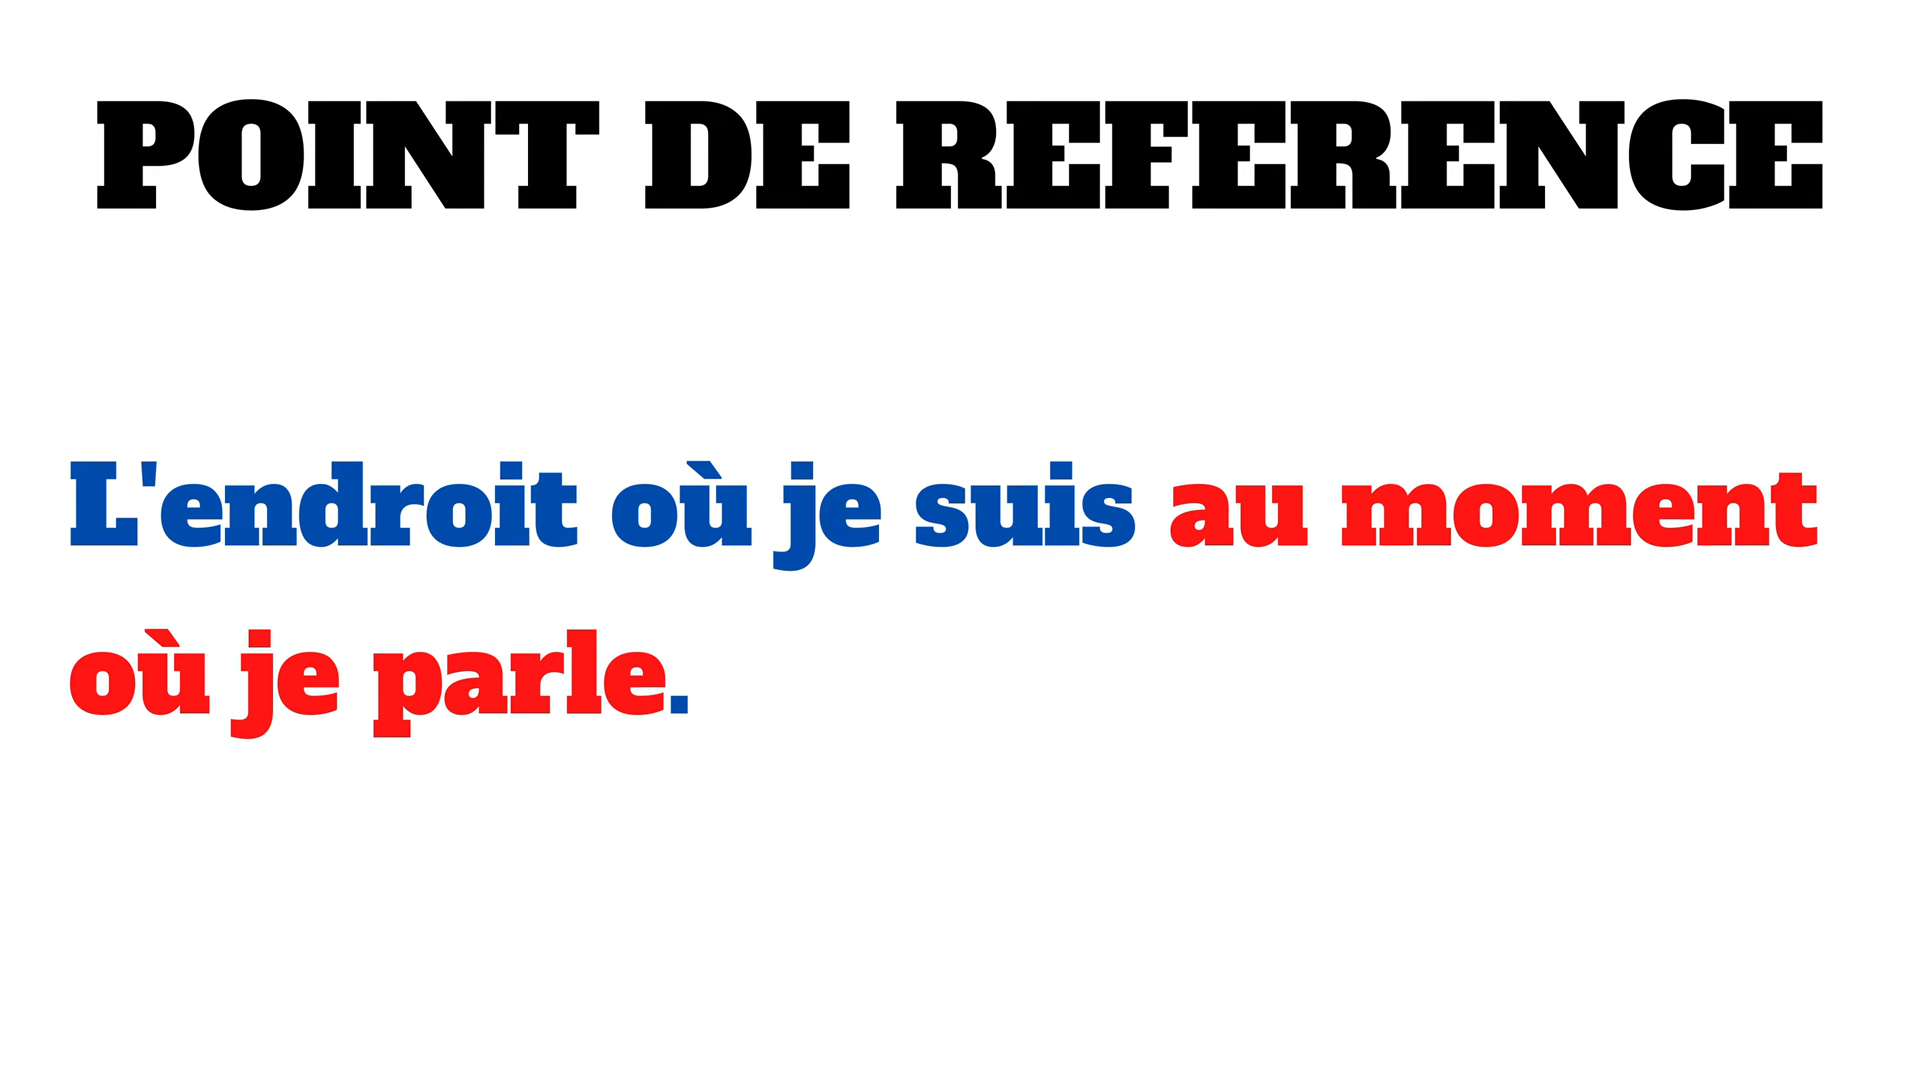 POINT DE REFERENCE
L'endroit où je suis au moment
où je parle.